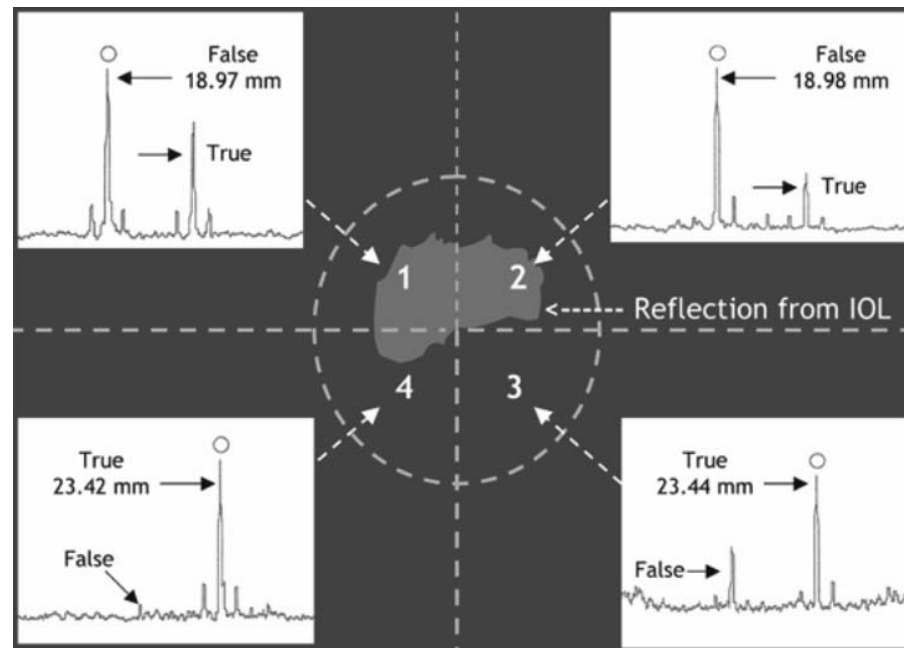 False
18.97 mm
True
False
18.98 mm
True
1
2
Reflection from IOL
4
3
True
23.42 mm
False
True
23.44 mm
False